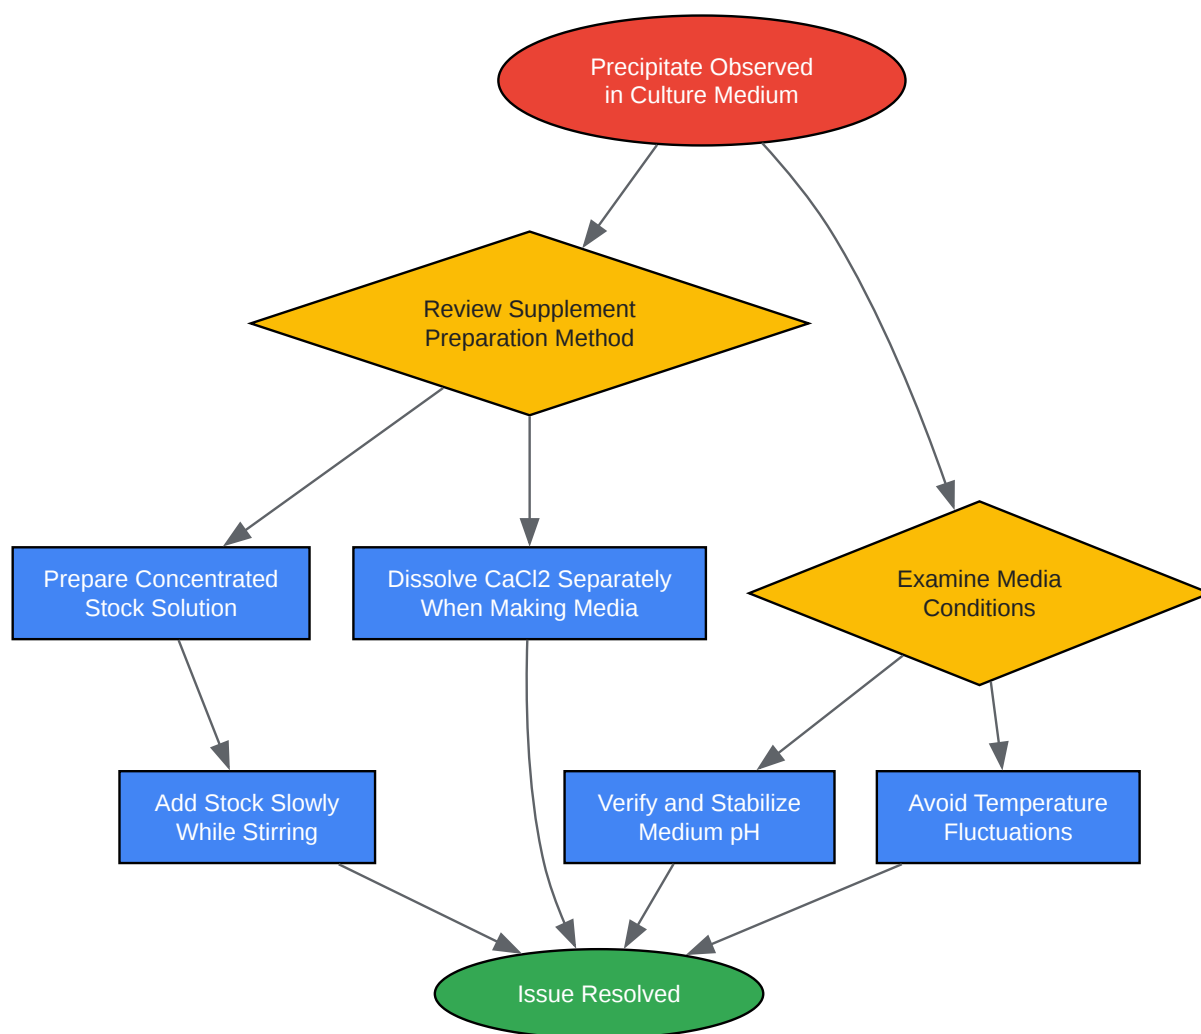 Precipitate Observed
in Culture Medium
Review Supplement
Preparation Method
Prepare Concentrated
Stock Solution
Dissolve CaCl2 Separately
When Making Media
Examine Media
Conditions
Add Stock Slowly
While Stirring
Verify and Stabilize
Medium pH
Avoid Temperature
Fluctuations
Issue Resolved